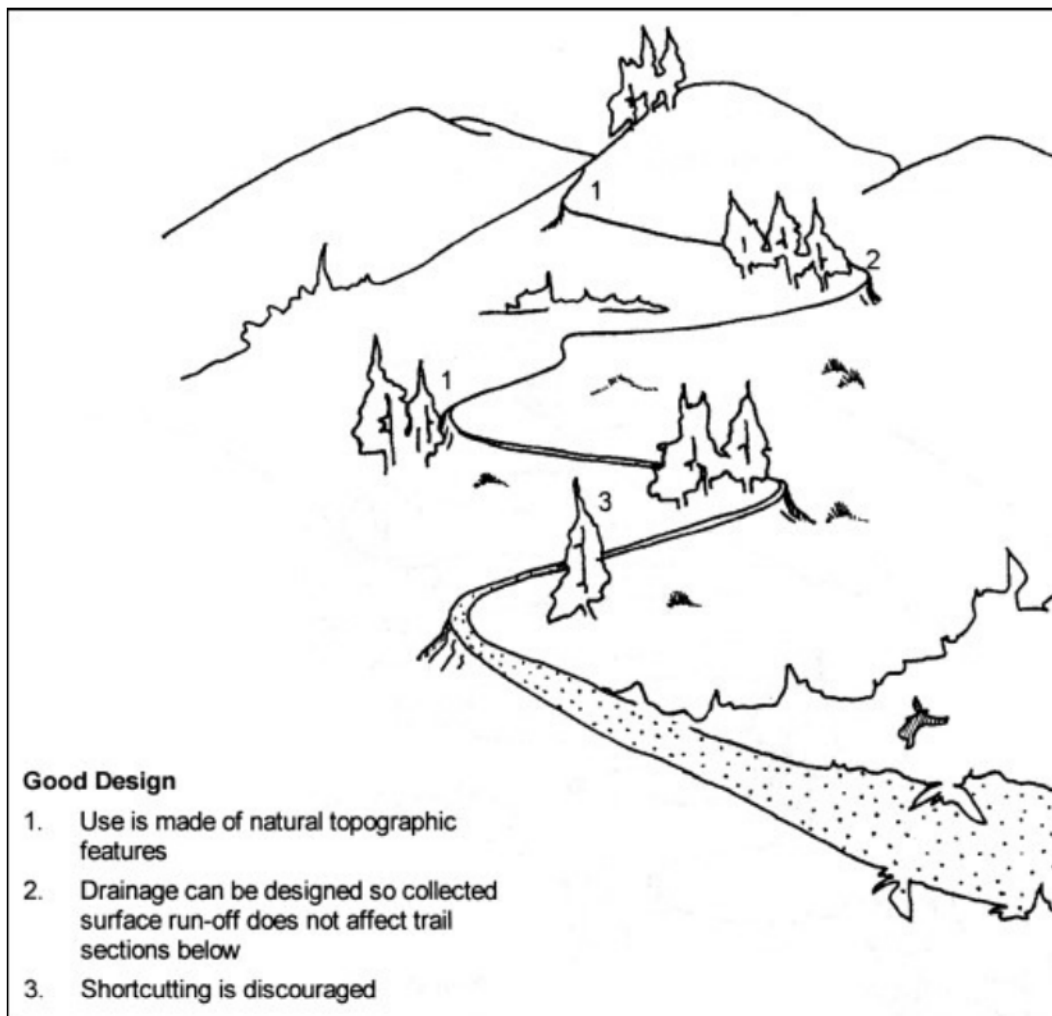 1
2
1
3
Good Design
1. Use is made of natural topographic
features
2. Drainage can be designed so collected
surface run-off does not affect trail
sections below
3. Shortcutting is discouraged